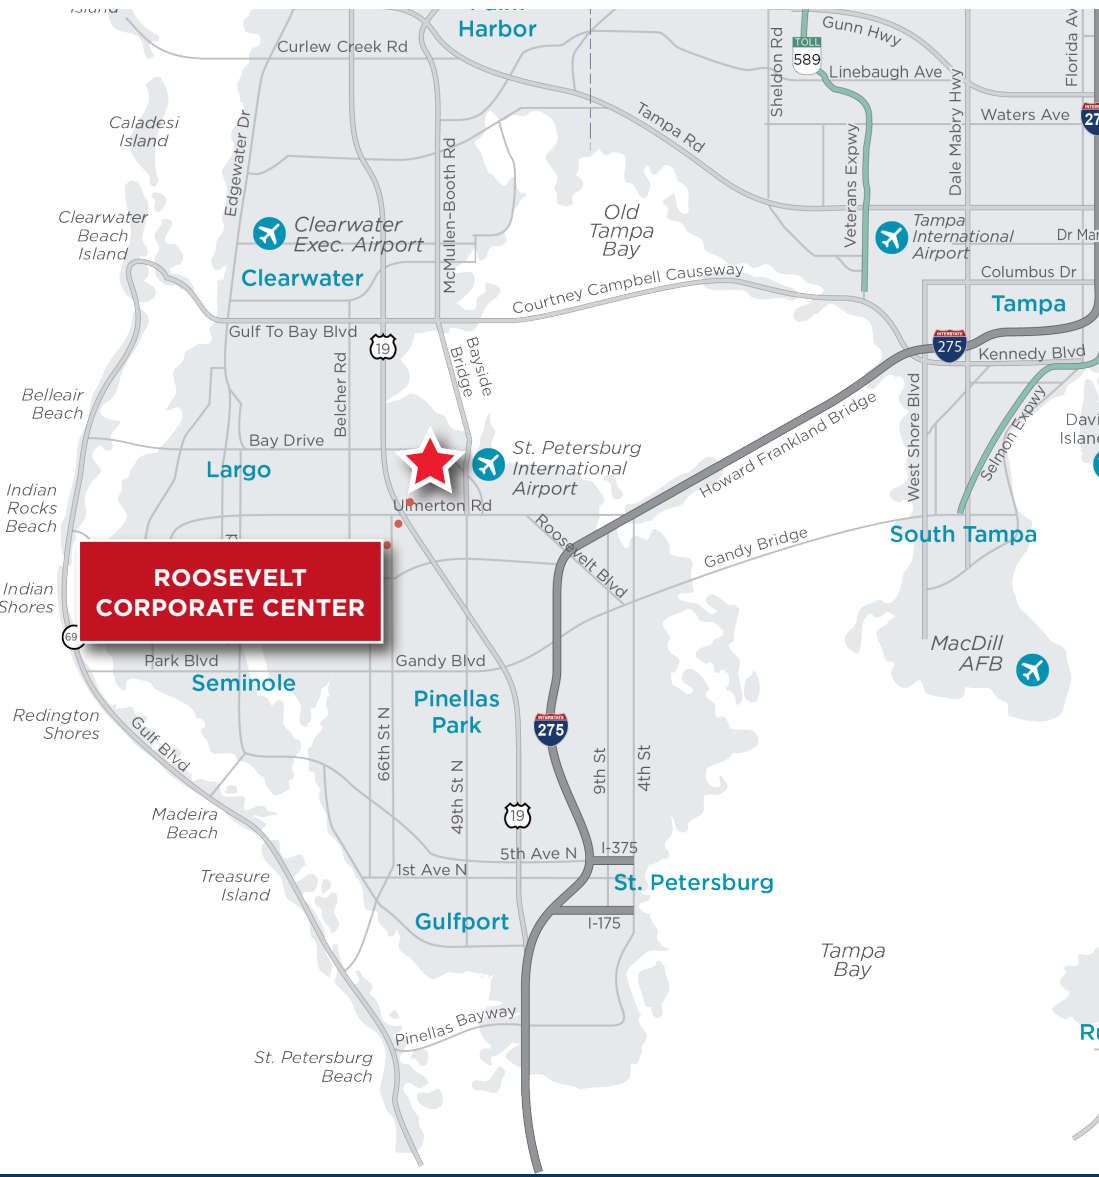 Island
Palm
Harbor
Curlew Creek Rd
Gunn Hwy
Sheldon Rd
TOLL
589
Linebaugh Ave
Dale Mabry Hwy
Waters Ave
Caladesi
Island
Edgewater Dr
McMullen-Booth Rd
Tampa Rd
Veterans Expwy
Clearwater
Beach
Island
Clearwater
Exec. Airport
Clearwater
Old
Tampa
Bay
Tampa
International
Airport
Columbus Dr
Tampa
Courtney Campbell Causeway
Gulf To Bay Blvd
19
INTERSTATE
275
Kennedy Blvd
Belcher Rd
Bayside
Bridge
Belleair
Beach
Bay Drive
Largo
St. Petersburg
International
Airport
Howard Frankland Bridge
West Shore Blvd
Selmon Expwy
Indian
Rocks
Beach
Ulmerton Rd
Roosevelt Blvd
Gandy Bridge
South Tampa
ROOSEVELT
CORPORATE CENTER
Indian
Shores
69
Park Blvd
Gandy Blvd
Seminole
MacDill
AFB
Pinellas
Park
Redington
Shores
Gulf Blvd
INTERSTATE
275
66th St N
49th St N
9th St
4th St
19
Madeira
Beach
5th Ave N
I-375
1st Ave N
Treasure
Island
St. Petersburg
Gulfport
I-175
Tampa
Bay
Pinellas Bayway
St. Petersburg
Beach